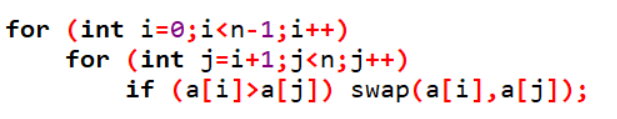 for (int i=0;i<n-1;i++)
    for (int j=i+1;j<n;j++)
        if (a[i]>a[j]) swap(a[i],a[j]);